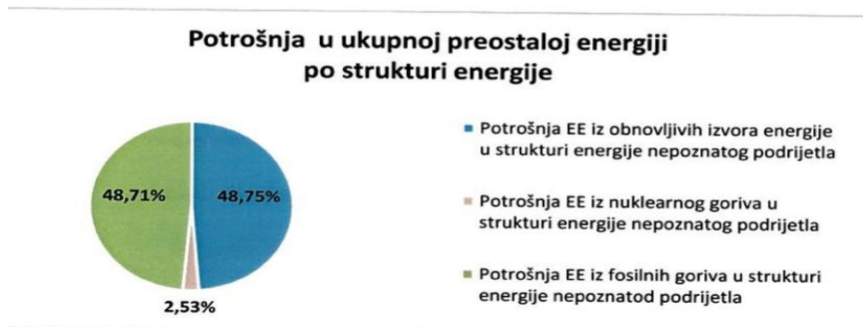 Potrošnja u ukupnoj preostaloj energiji
po strukturi energije
48,71%
48,75%
2,53%
Potrošnja EE iz obnovljivih izvora energije
u strukturi energije nepoznatog podrijetla
Potrošnja EE iz nuklearnog goriva u
strukturi energije nepoznatog podrijetla
Potrošnja EE iz fosilnih goriva u strukturi
energije nepoznatod podrijetla